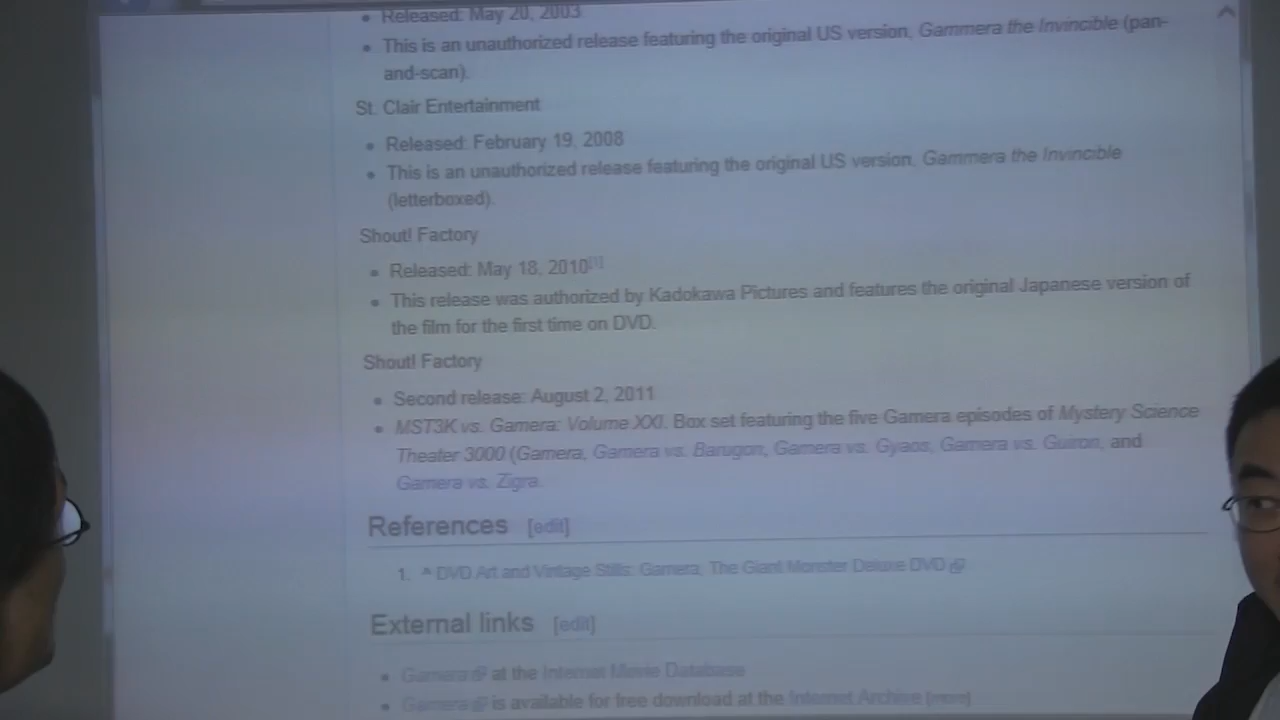 • Released: May 20, 2003
• This is an unauthorized release featuring the original US version, Gammera the Invincible (pan-
and-scan).
St. Clair Entertainment
• Released: February 19, 2008
• This is an unauthorized release featuring the original US version, Gammera the Invincible
(letterboxed).
Shout! Factory
• Released: May 18, 2010[1]
• This release was authorized by Kadokawa Pictures and features the original Japanese version of
the film for the first time on DVD.
Shout! Factory
• Second release: August 2, 2011
• MST3K vs. Gamera: Volume XXI. Box set featuring the five Gamera episodes of Mystery Science
Theater 3000 (Gamera, Gamera vs. Barugon, Gamera vs. Gyaos, Gamera vs. Guiron, and
Gamera vs. Zigra.
References [edit]
1. ^ DVD Art and Vintage Stills: Gamera, The Giant Monster Deluxe DVD
External links [edit]
• Gamera at the Internet Movie Database
• Gamera is available for free download at the Internet Archive [more]